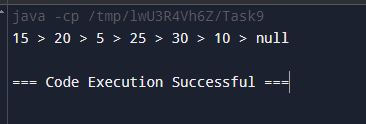 java -cp /tmp/lwU3R4Vh6Z/Task9
15 > 20 > 5 > 25 > 30 > 10 > null
=== Code Execution Successful ===